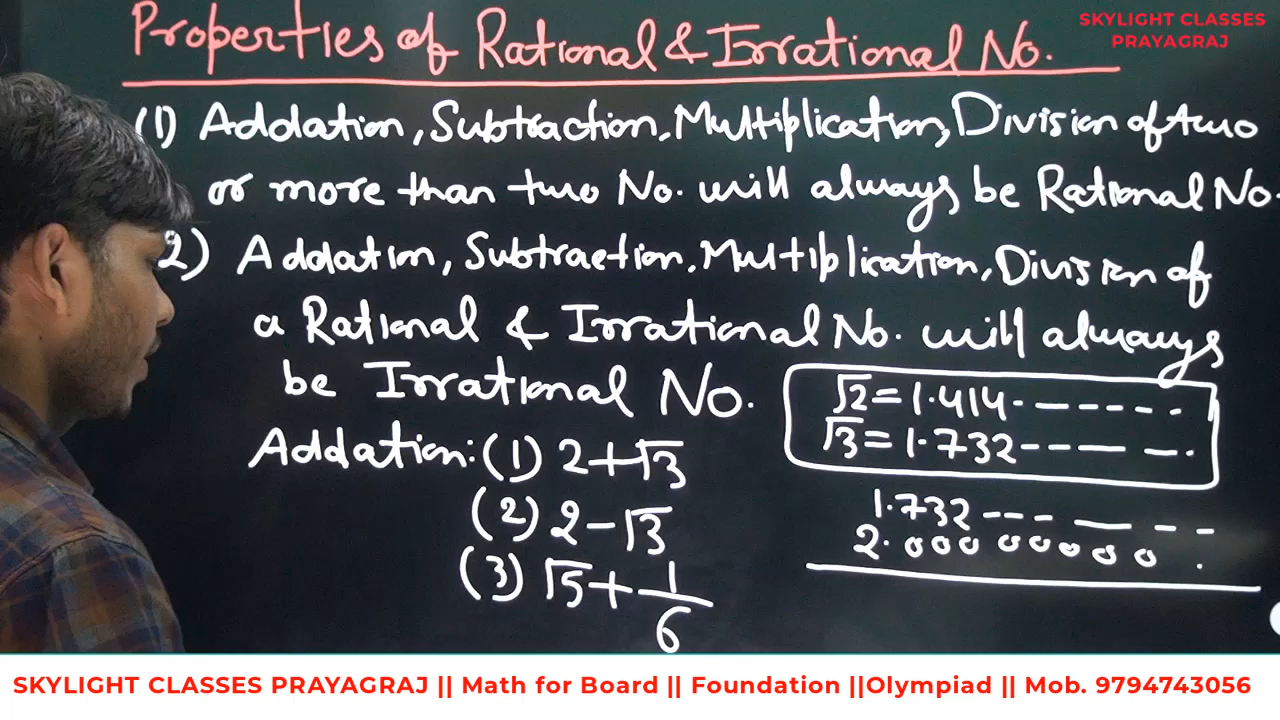 SKYLIGHT CLASSES
PRAYAGRAJ
Properties of Rational & Irrational No.
(1) Addation, Subtraction, Multiplication, Division of two
or more than two No. will always be Rational No.
2) Addation, Subtraction, Multiplication, Division of
a Rational & Irrational No. will always
be Irrational No.
√2 = 1.414 - - - - - -
√3 = 1.732 - - - - - .
Addation: (1) 2+√3
(2) 2-√3
(3) √5+1/6
1.732 - - - - - -
2.000 00000 .
SKYLIGHT CLASSES PRAYAGRAJ || Math for Board || Foundation ||Olympiad || Mob. 9794743056